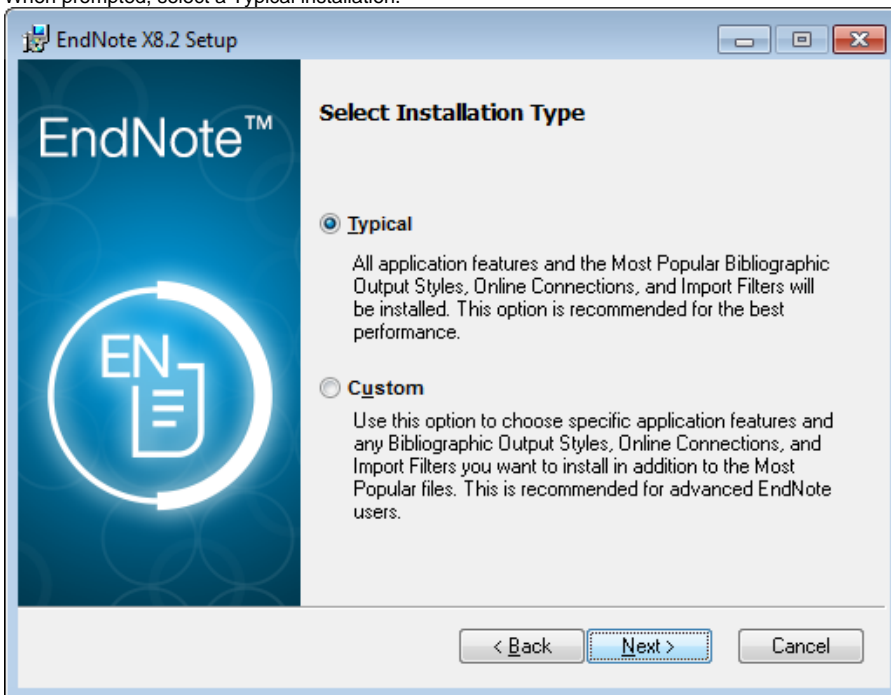 When prompted, select a Typical installation.
EndNote X8.2 Setup
EndNote™
Select Installation Type
Typical
All application features and the Most Popular Bibliographic
Output Styles, Online Connections, and Import Filters will
be installed. This option is recommended for the best
performance.
EN
Custom
Use this option to choose specific application features and
any Bibliographic Output Styles, Online Connections, and
Import Filters you want to install in addition to the Most
Popular files. This is recommended for advanced EndNote
users.
< Back
Next >
Cancel